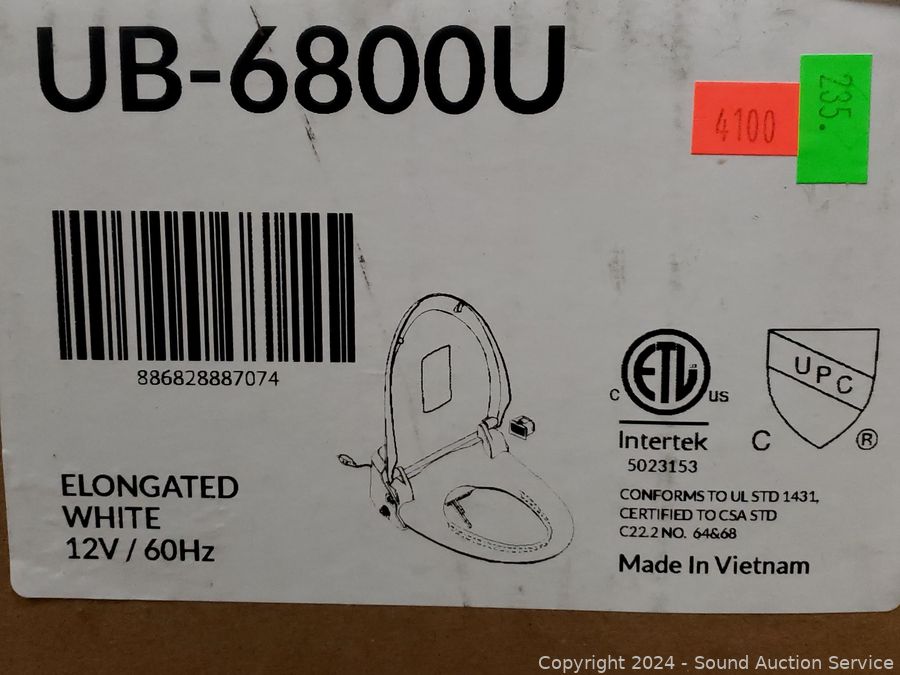 UB-6800U
4100
235.
886828887074
ELONGATED
WHITE
12V / 60Hz
C ETL US
Intertek
5023153
CONFORMS TO UL STD 1431,
CERTIFIED TO CSA STD
C22.2 NO. 64&68
Made In Vietnam
UPC
C ®
Copyright 2024 - Sound Auction Service